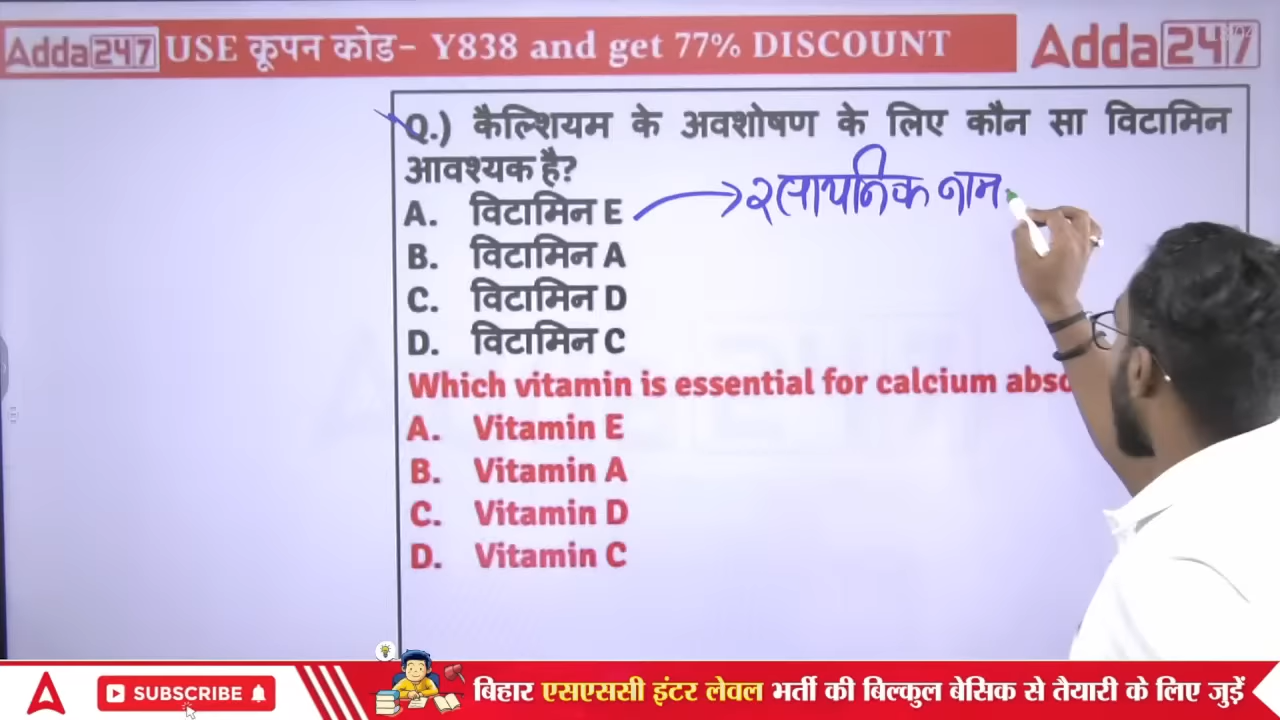 Adda247 USE कूपन कोड- Y838 and get 77% DISCOUNT Adda247
Q.) कैल्शियम के अवशोषण के लिए कौन सा विटामिन
आवश्यक है?
A. विटामिन E
रसायनिक नाम
B. विटामिन A
C. विटामिन D
D. विटामिन C
Which vitamin is essential for calcium abso
A. Vitamin E
B. Vitamin A
C. Vitamin D
D. Vitamin C
SUBSCRIBE
बिहार एसएससी इंटर लेवल भर्ती की बिल्कुल बेसिक से तैयारी के लिए जुड़ें